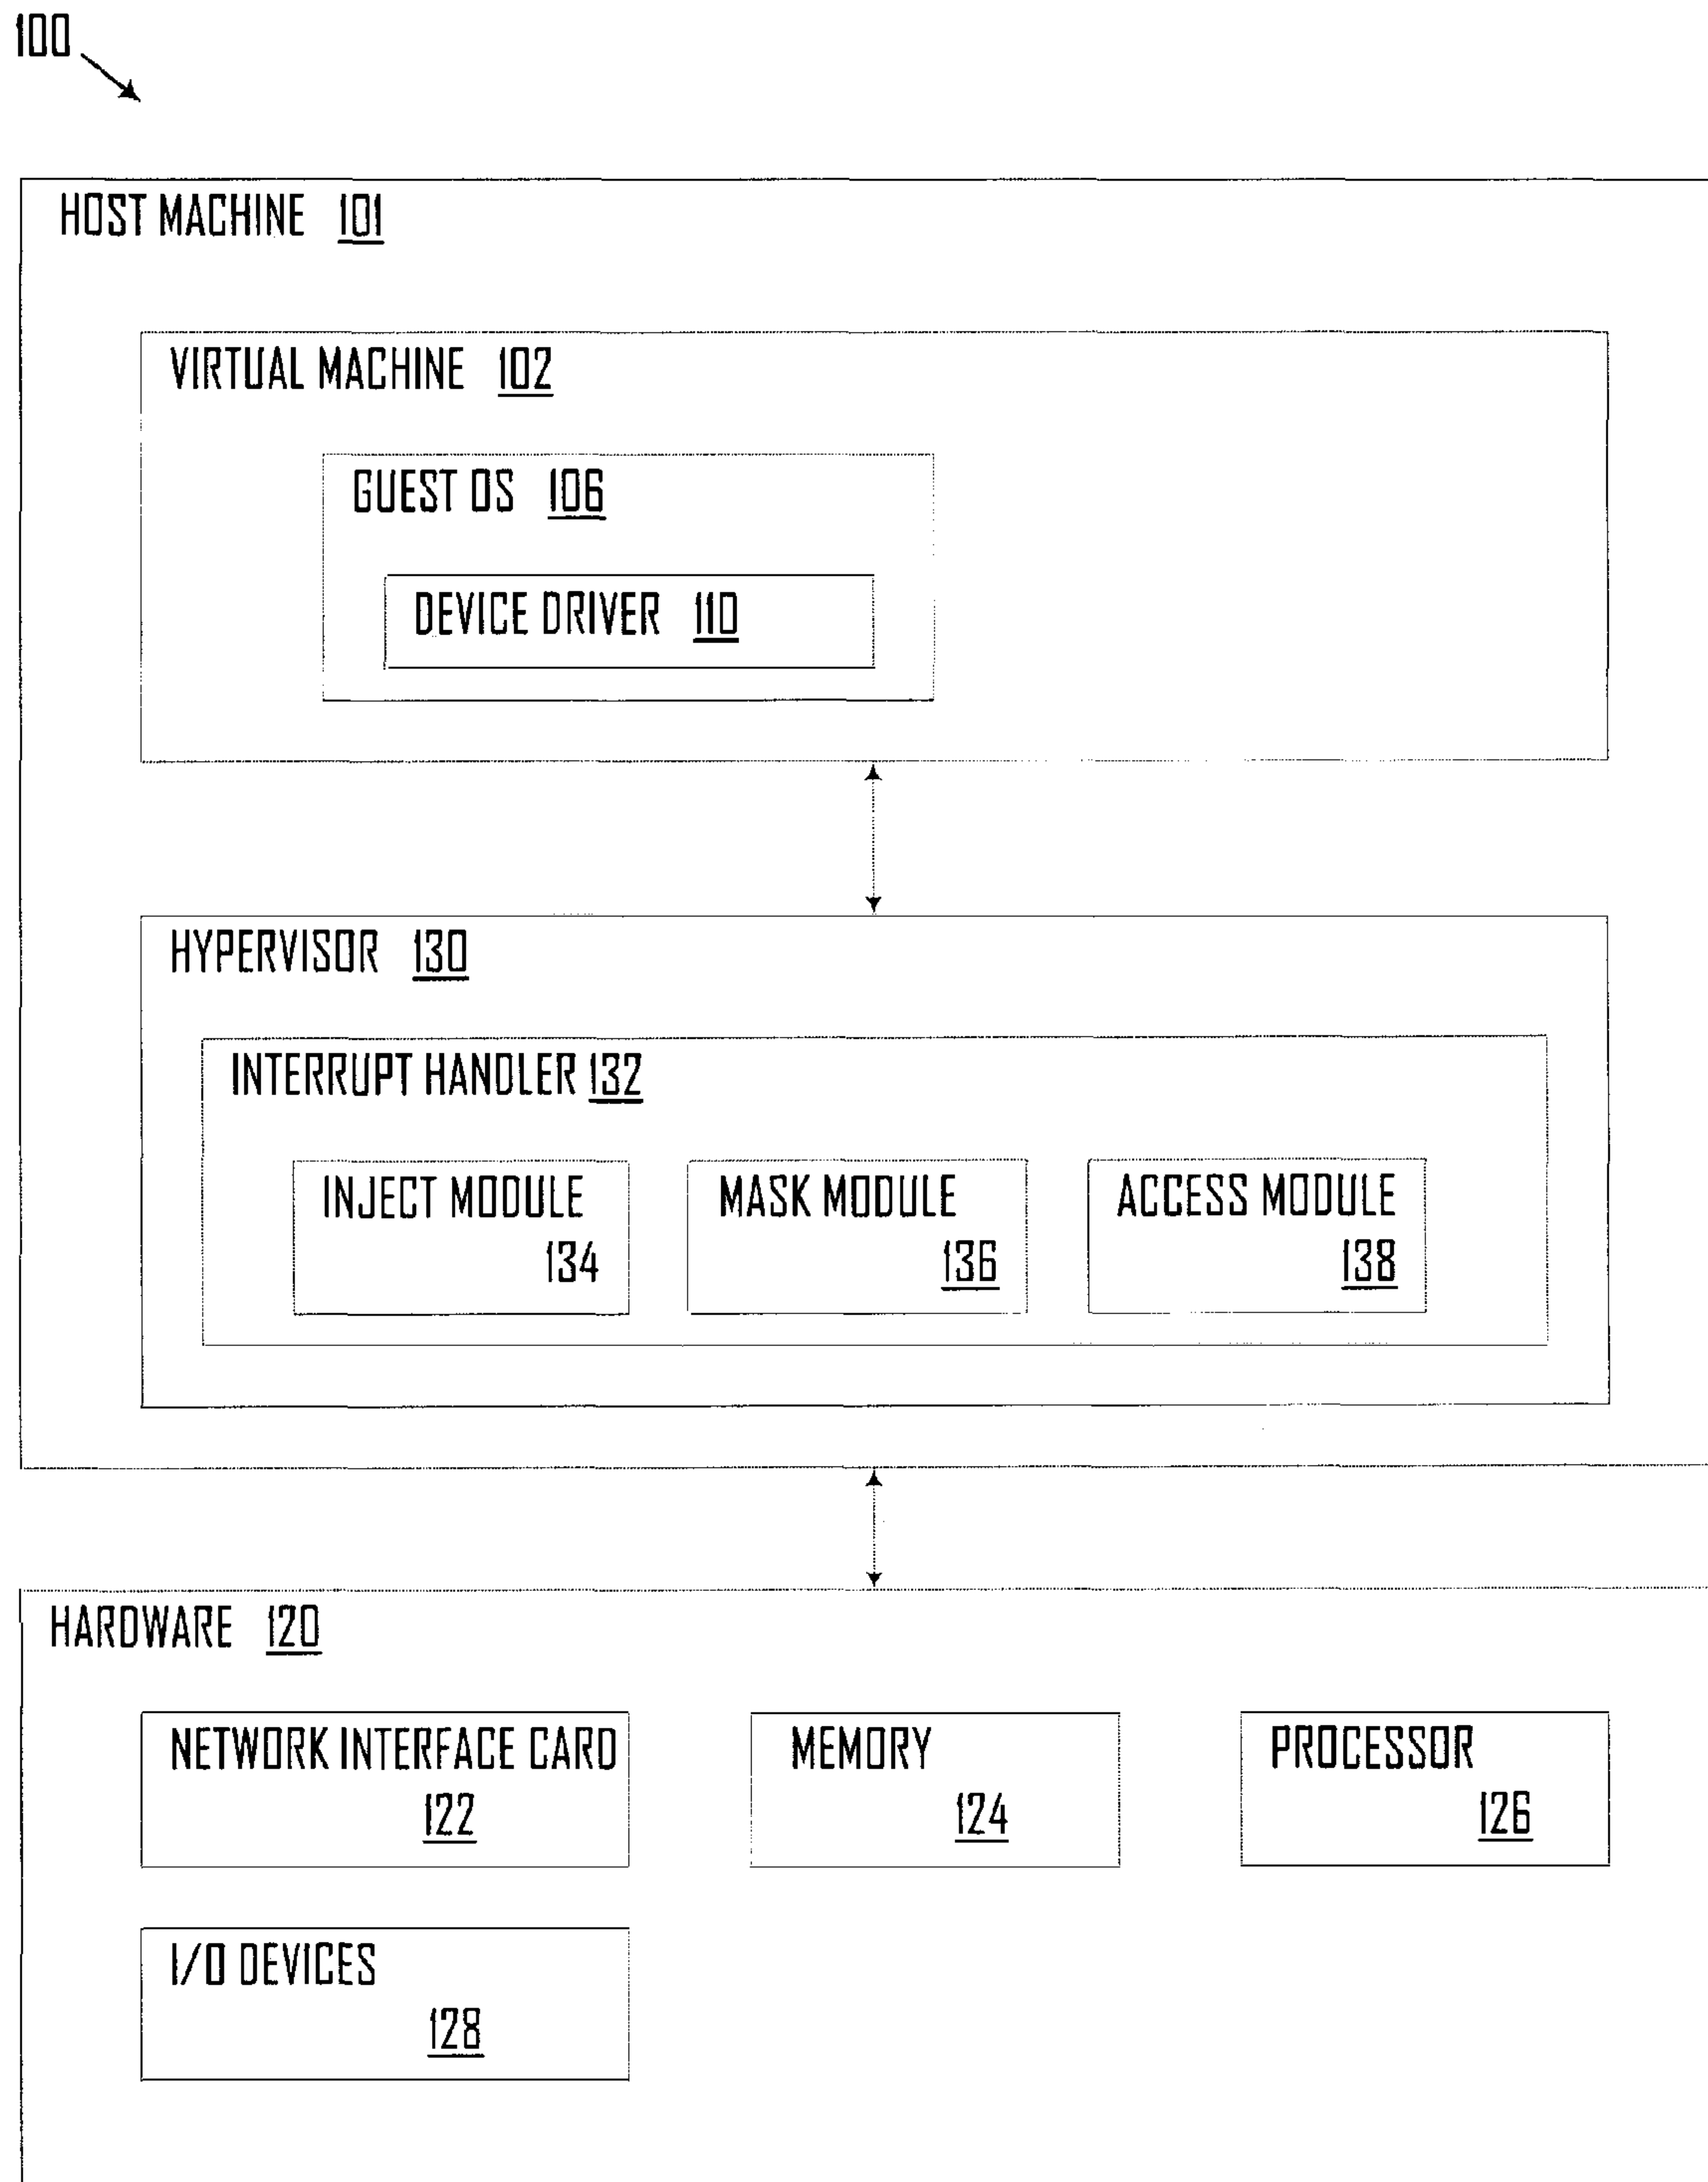 100
HOST MACHINE 101
VIRTUAL MACHINE 102
GUEST OS 106
DEVICE DRIVER 110
HYPERVISOR 130
INTERRUPT HANDLER 132
INJECT MODULE
134
MASK MODULE
136
ACCESS MODULE
138
HARDWARE 120
NETWORK INTERFACE CARD
122
MEMORY
124
PROCESSOR
126
I/O DEVICES
128